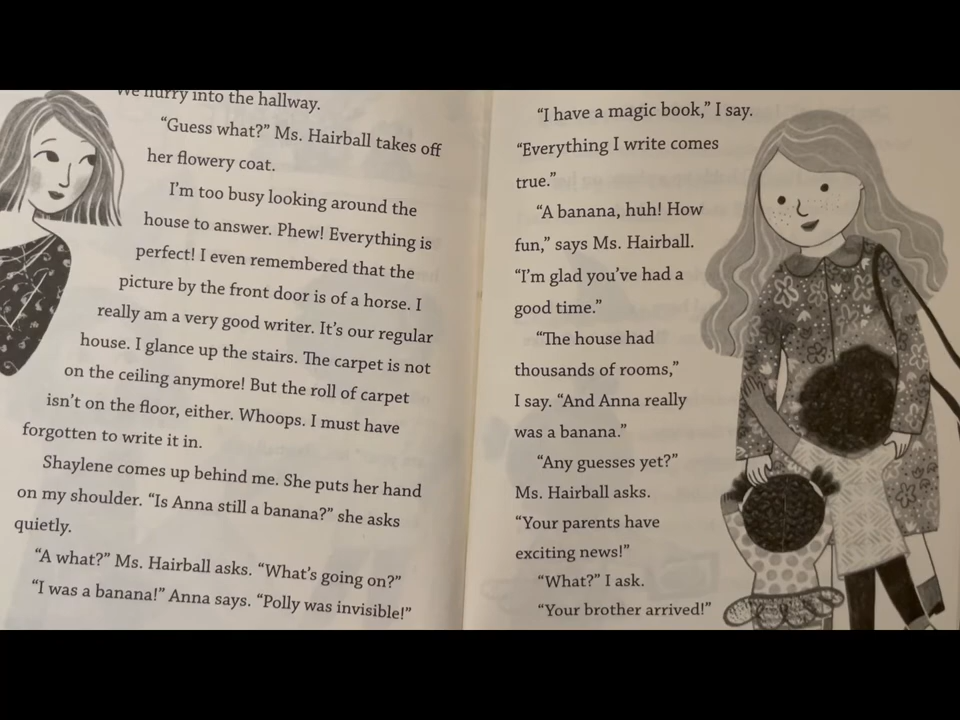 We hurry into the hallway.
“Guess what?” Ms. Hairball takes off
her flowery coat.
I’m too busy looking around the
house to answer. Phew! Everything is
perfect! I even remembered that the
picture by the front door is of a horse. I
really am a very good writer. It’s our regular
house. I glance up the stairs. The carpet is not
on the ceiling anymore! But the roll of carpet
isn’t on the floor, either. Whoops. I must have
forgotten to write it in.
Shaylene comes up behind me. She puts her hand
on my shoulder. “Is Anna still a banana?” she asks
quietly.
“A what?” Ms. Hairball asks. “What’s going on?”
“I was a banana!” Anna says. “Polly was invisible!”
“I have a magic book,” I say.
“Everything I write comes
true.”
“A banana, huh! How
fun,” says Ms. Hairball.
“I’m glad you’ve had a
good time.”
“The house had
thousands of rooms,”
I say. “And Anna really
was a banana.”
“Any guesses yet?”
Ms. Hairball asks.
“Your parents have
exciting news!”
“What?” I ask.
“Your brother arrived!”